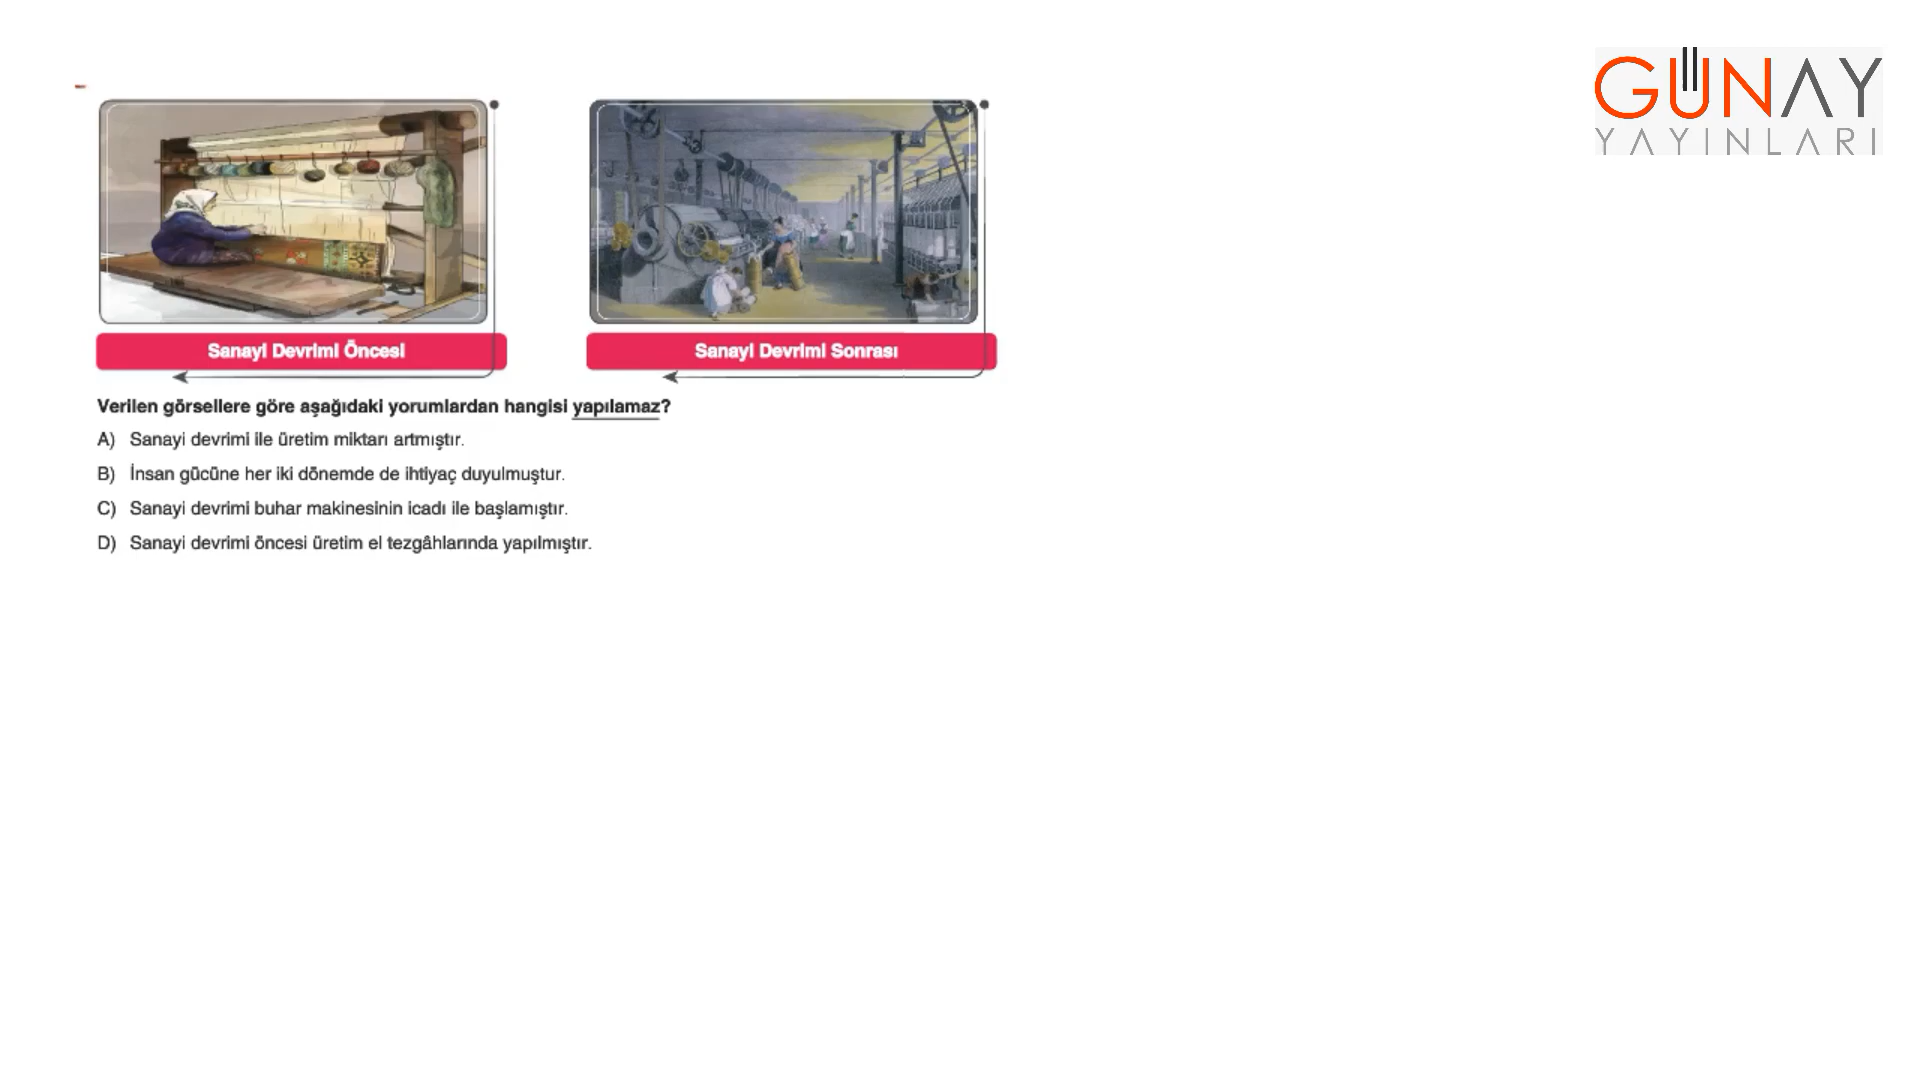 GÜNAY
YAYINLARI
Sanayi Devrimi Öncesi
Sanayi Devrimi Sonrası
Verilen görsellere göre aşağıdaki yorumlardan hangisi yapılamaz?
A) Sanayi devrimi ile üretim miktarı artmıştır.
B) İnsan gücüne her iki dönemde de ihtiyaç duyulmuştur.
C) Sanayi devrimi buhar makinesinin icadı ile başlamıştır.
D) Sanayi devrimi öncesi üretim el tezgâhlarında yapılmıştır.